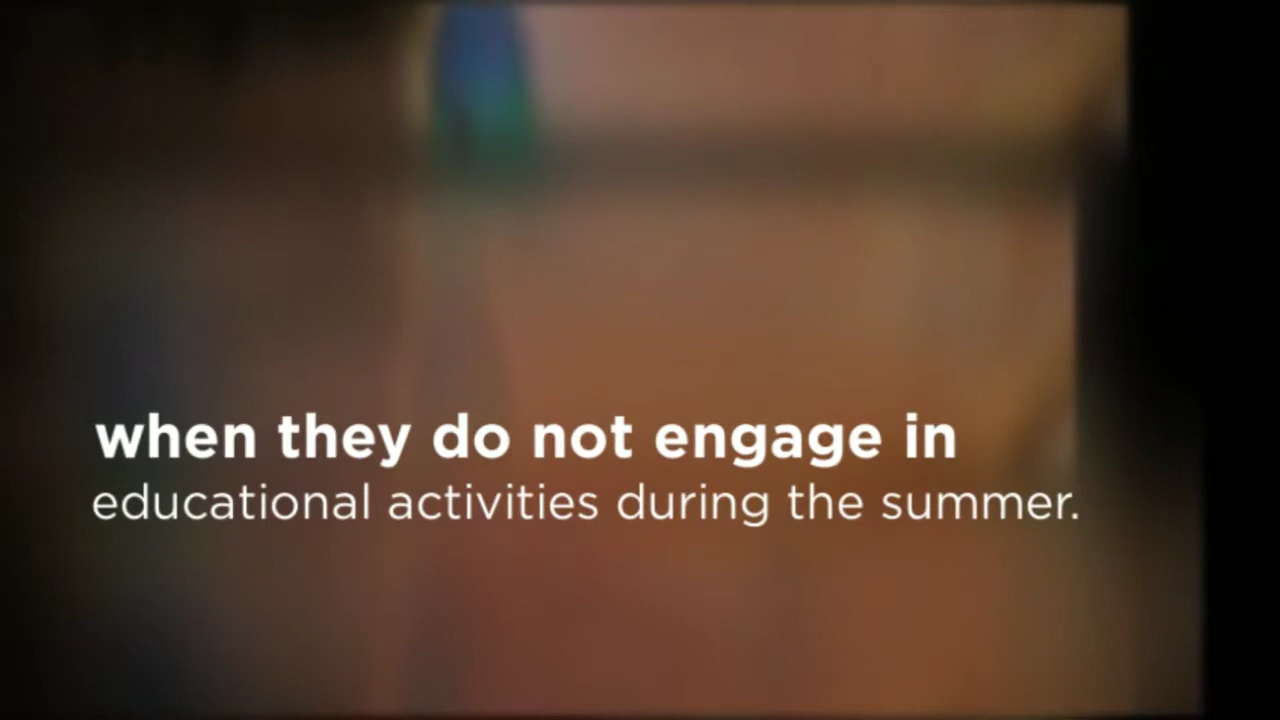 when they do not engage in
educational activities during the summer.